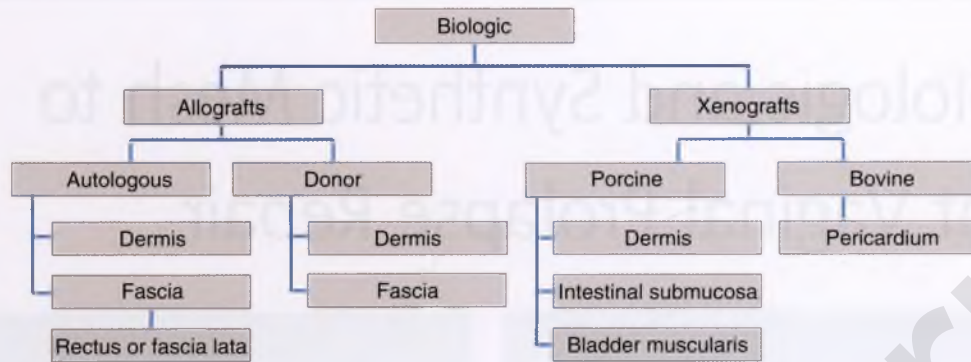 Biologic
Allografts
Xenografts
Autologous
Donor
Porcine
Bovine
Dermis
Dermis
Dermis
Pericardium
Fascia
Fascia
Intestinal submucosa
Rectus or fascia lata
Bladder muscularis